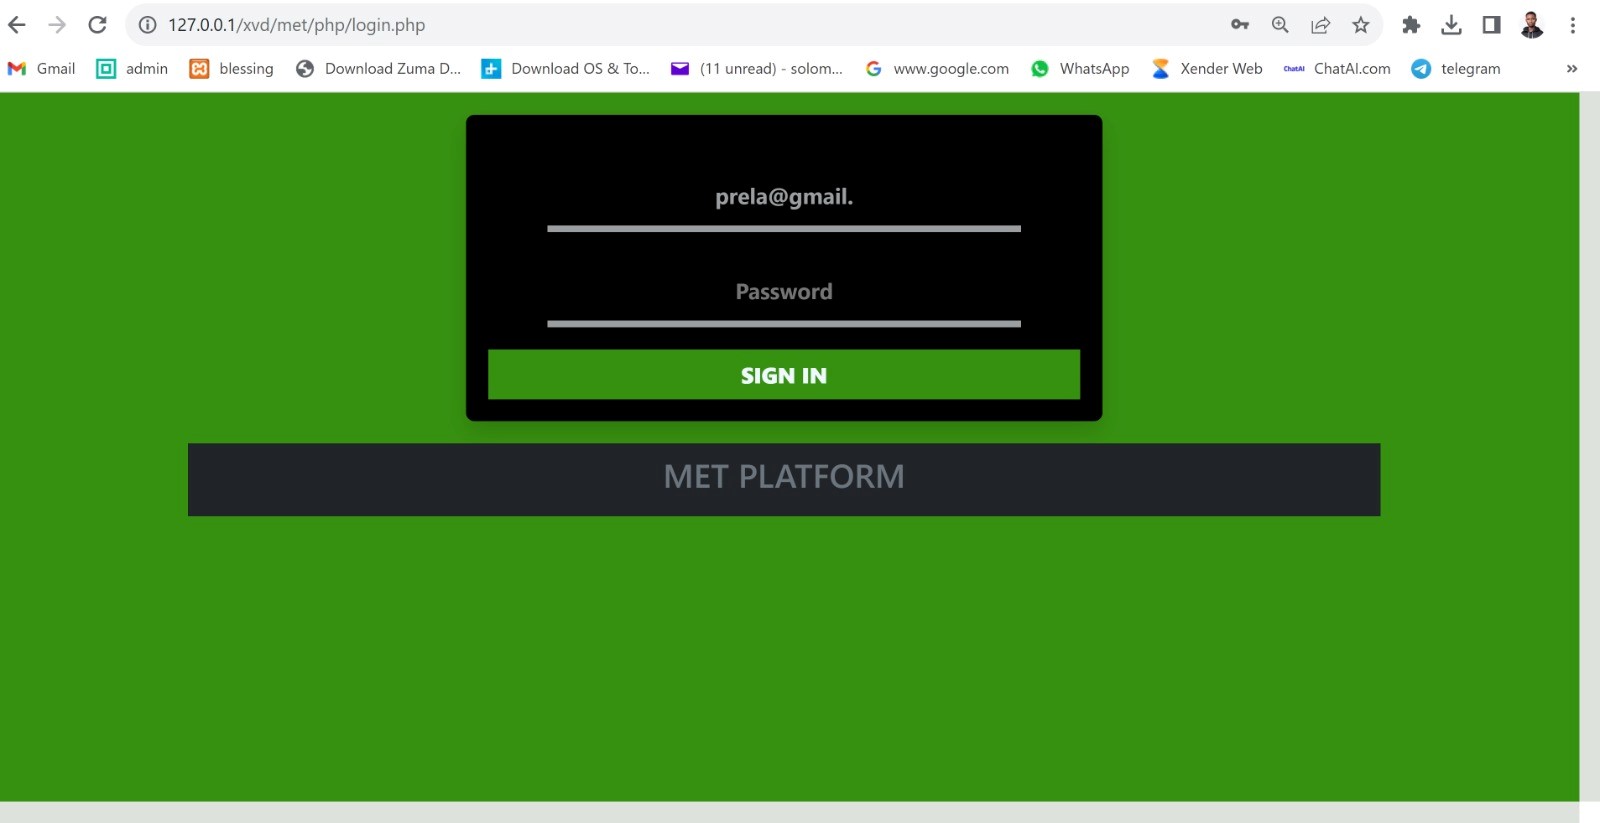 127.0.0.1/xvd/met/php/login.php
Gmail admin blessing Download Zuma D... Download OS & To... (11 unread) - solom... www.google.com WhatsApp ChatAI Xender Web ChatAI.com telegram »
prela@gmail.
Password
SIGN IN
MET PLATFORM